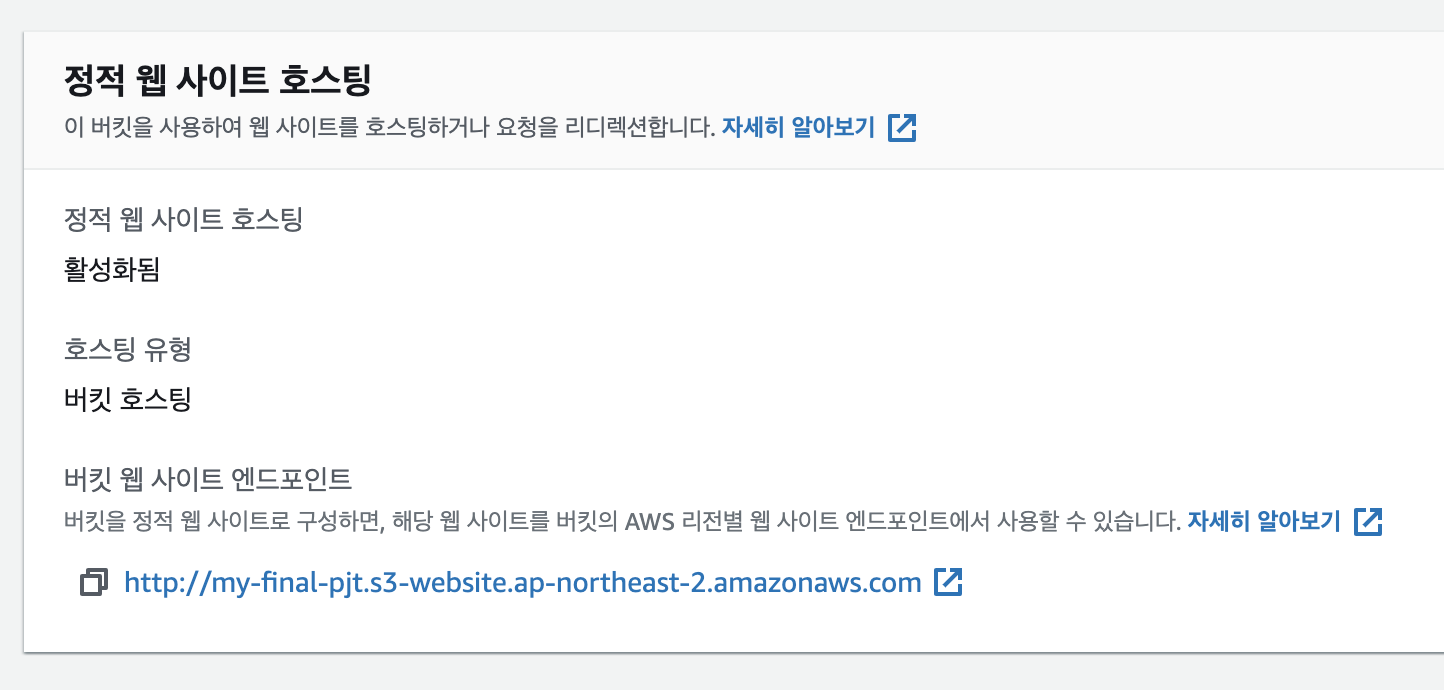 정적 웹 사이트 호스팅
이 버킷을 사용하여 웹 사이트를 호스팅하거나 요청을 리디렉션합니다. 자세히 알아보기
정적 웹 사이트 호스팅
활성화됨
호스팅 유형
버킷 호스팅
버킷 웹 사이트 엔드포인트
버킷을 정적 웹 사이트로 구성하면, 해당 웹 사이트를 버킷의 AWS 리전별 웹 사이트 엔드포인트에서 사용할 수 있습니다. 자세히 알아보기
http://my-final-pjt.s3-website.ap-northeast-2.amazonaws.com